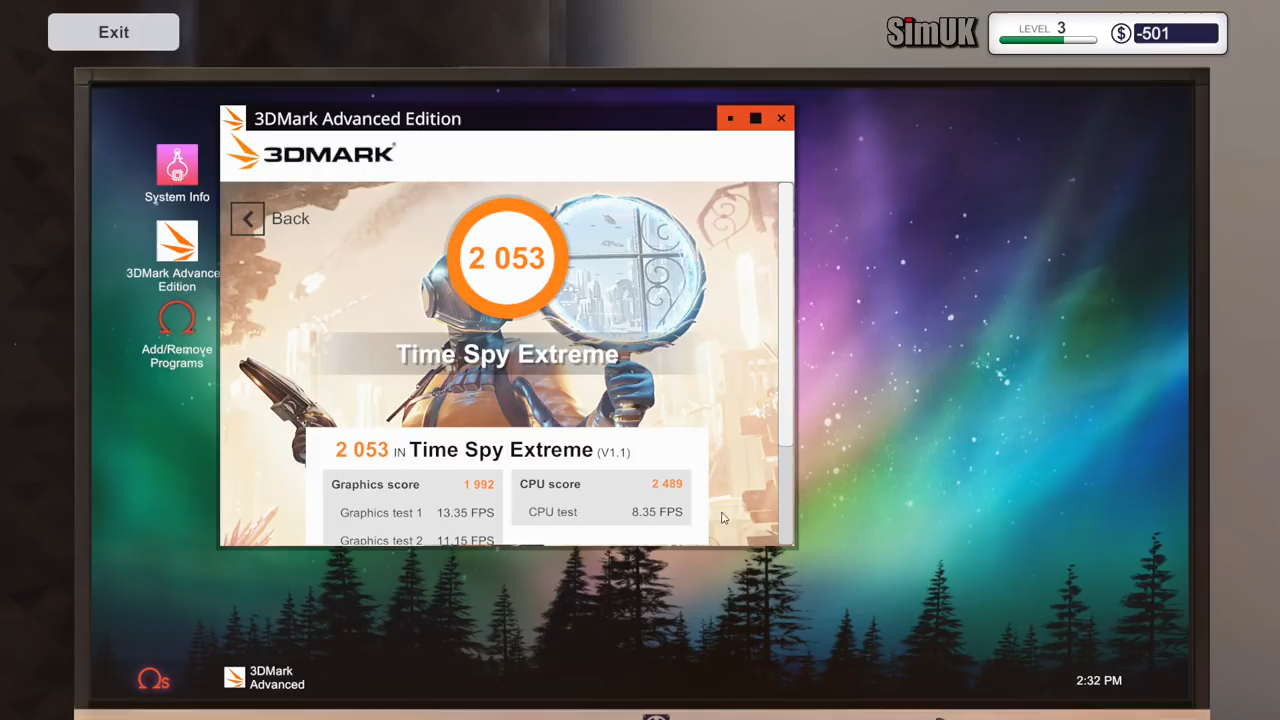 Exit
SimUK
LEVEL 3
$ -501
3DMark Advanced Edition
3DMARK
System Info
Back
2 053
3DMark Advance
Edition
Add/Remove
Programs
Time Spy Extreme
2 053 IN Time Spy Extreme (V1.1)
Graphics score 1 992
CPU score 2 489
Graphics test 1 13.35 FPS
CPU test 8.35 FPS
Graphics test 2 11.15 FPS
Ωs
3DMark
Advanced
2:32 PM